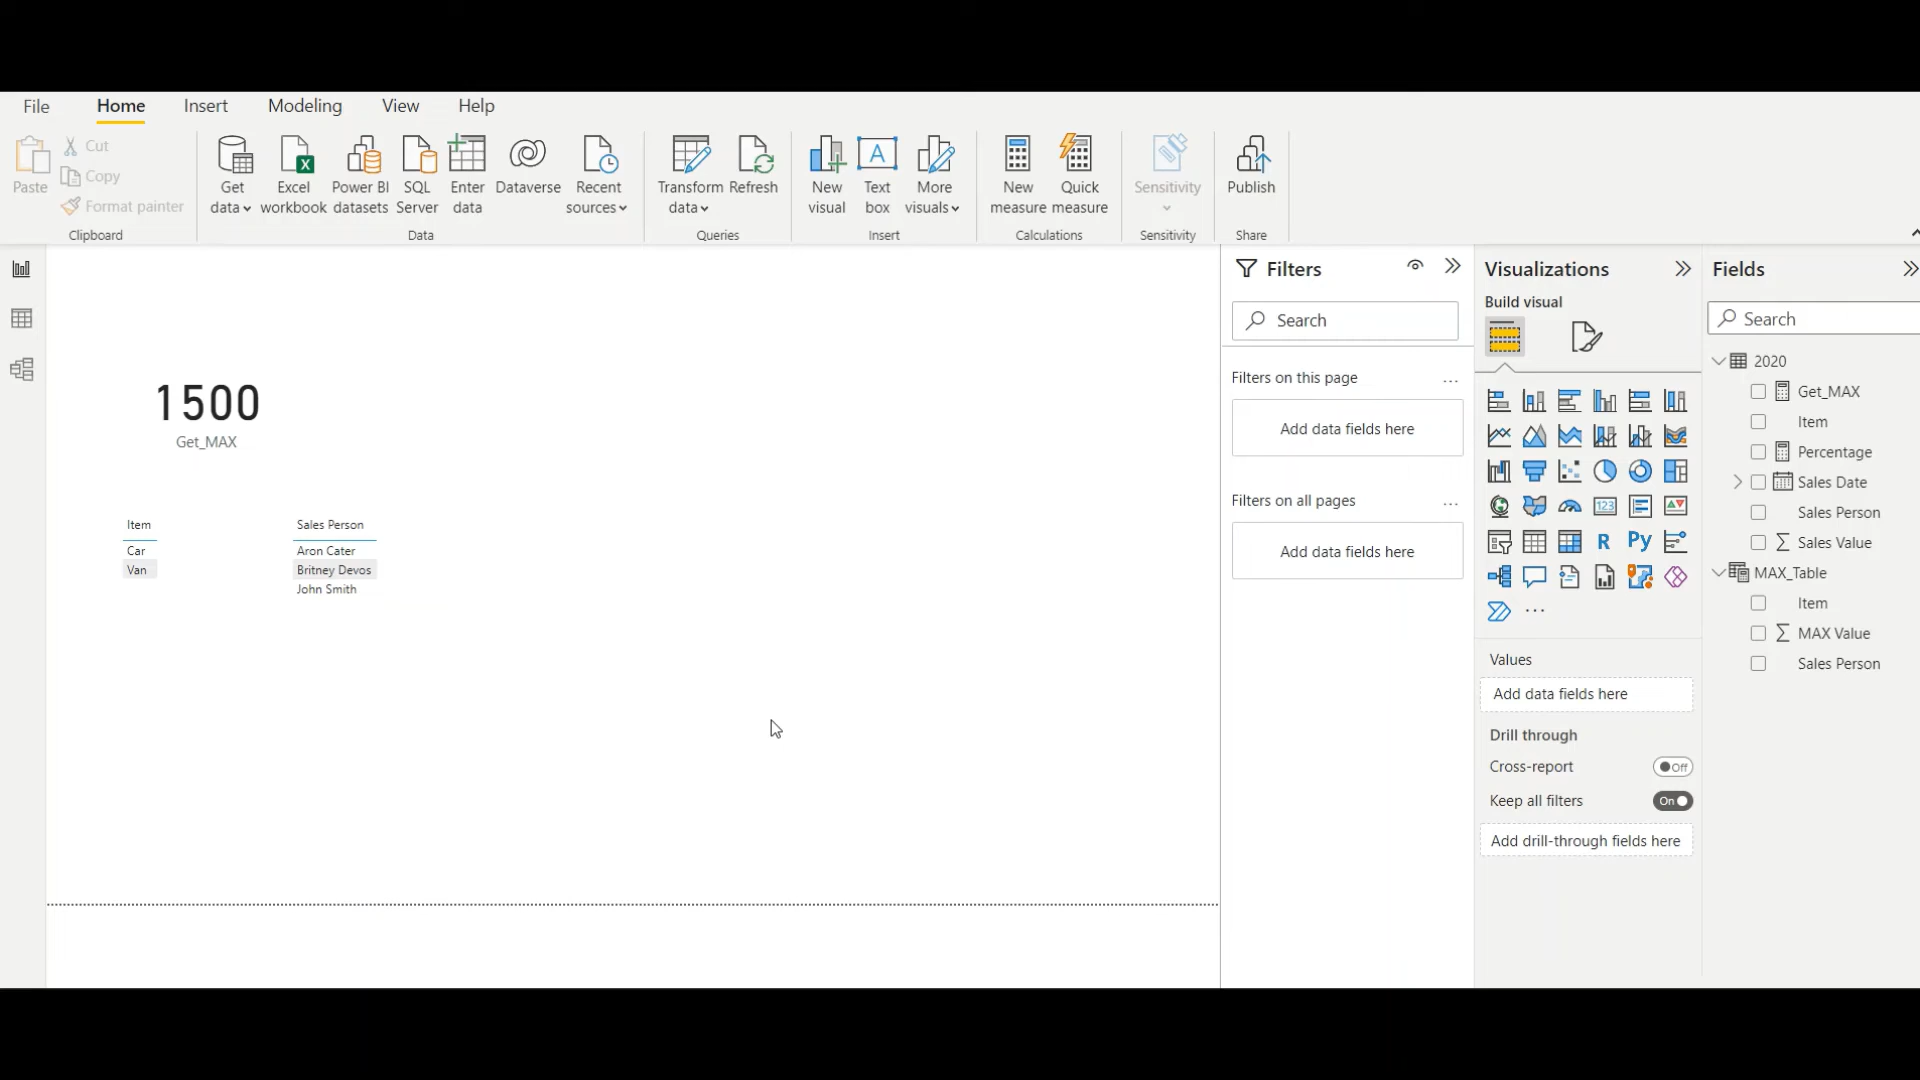 File Home Insert Modeling View Help
Paste
Cut
Copy
Format painter
Clipboard
Get data
Excel workbook
Power BI datasets
SQL Server
Enter data
Dataverse
Recent sources
Data
Transform data
Refresh
Queries
New visual
Text box
More visuals
Insert
New measure
Quick measure
Calculations
Sensitivity
Sensitivity
Publish
Share
1500
Get_MAX
Item
Car
Van
Sales Person
Aron Cater
Britney Devos
John Smith
Filters
Search
Filters on this page ...
Add data fields here
Filters on all pages ...
Add data fields here
Visualizations
Build visual
123
R
Py
...
Values
Add data fields here
Drill through
Cross-report Off
Keep all filters On
Add drill-through fields here
Fields
Search
2020
Get_MAX
Item
Percentage
Sales Date
Sales Person
Sales Value
MAX_Table
Item
MAX Value
Sales Person